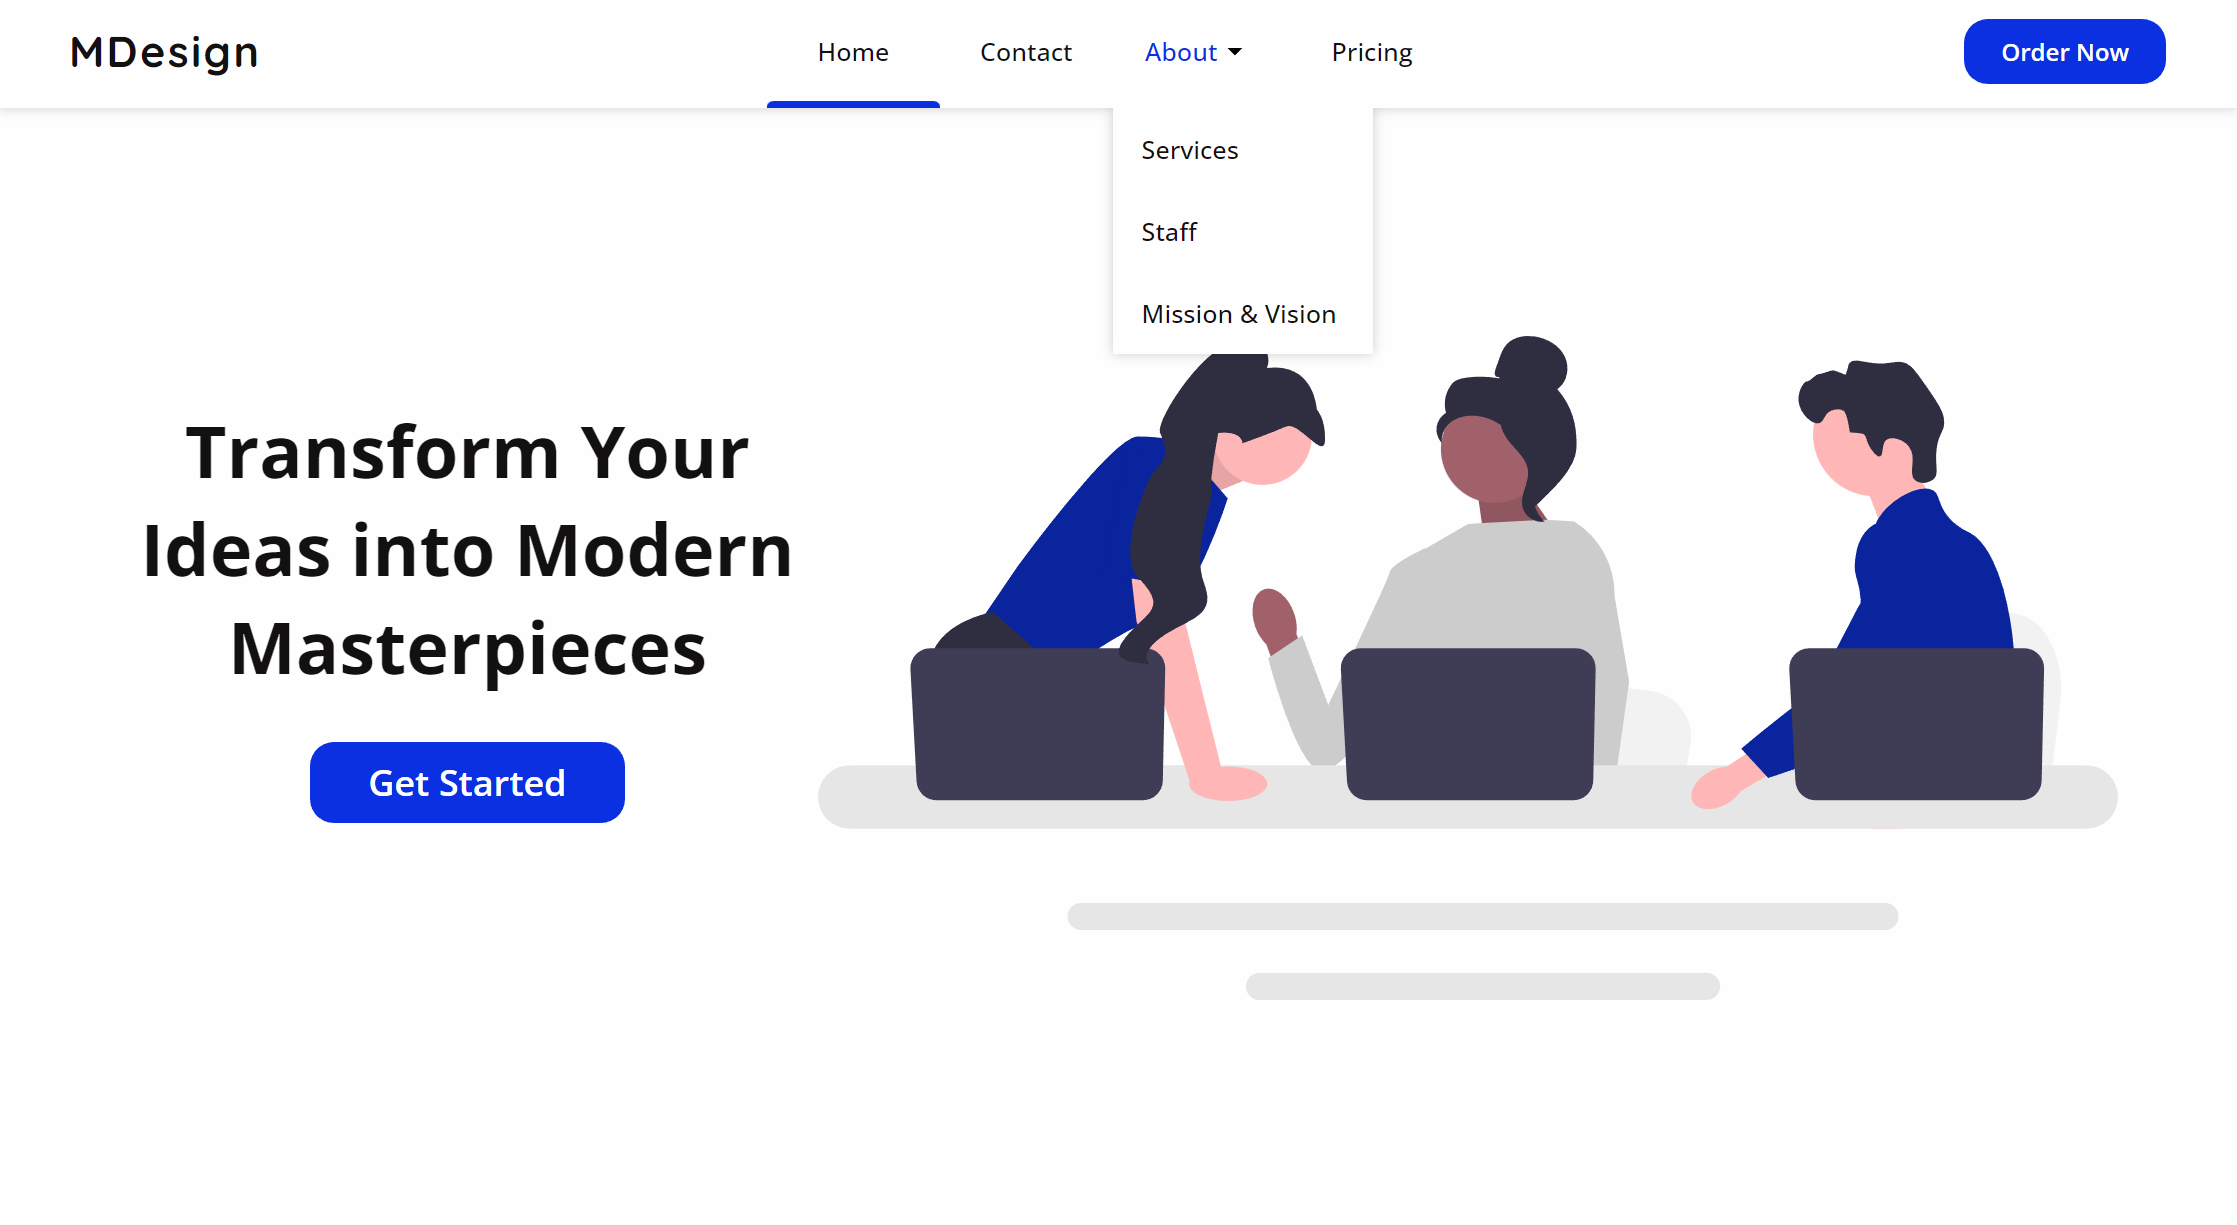 MDesign
Home Contact About Pricing
Order Now
Services
Staff
Mission & Vision
Transform Your
Ideas into Modern
Masterpieces
Get Started